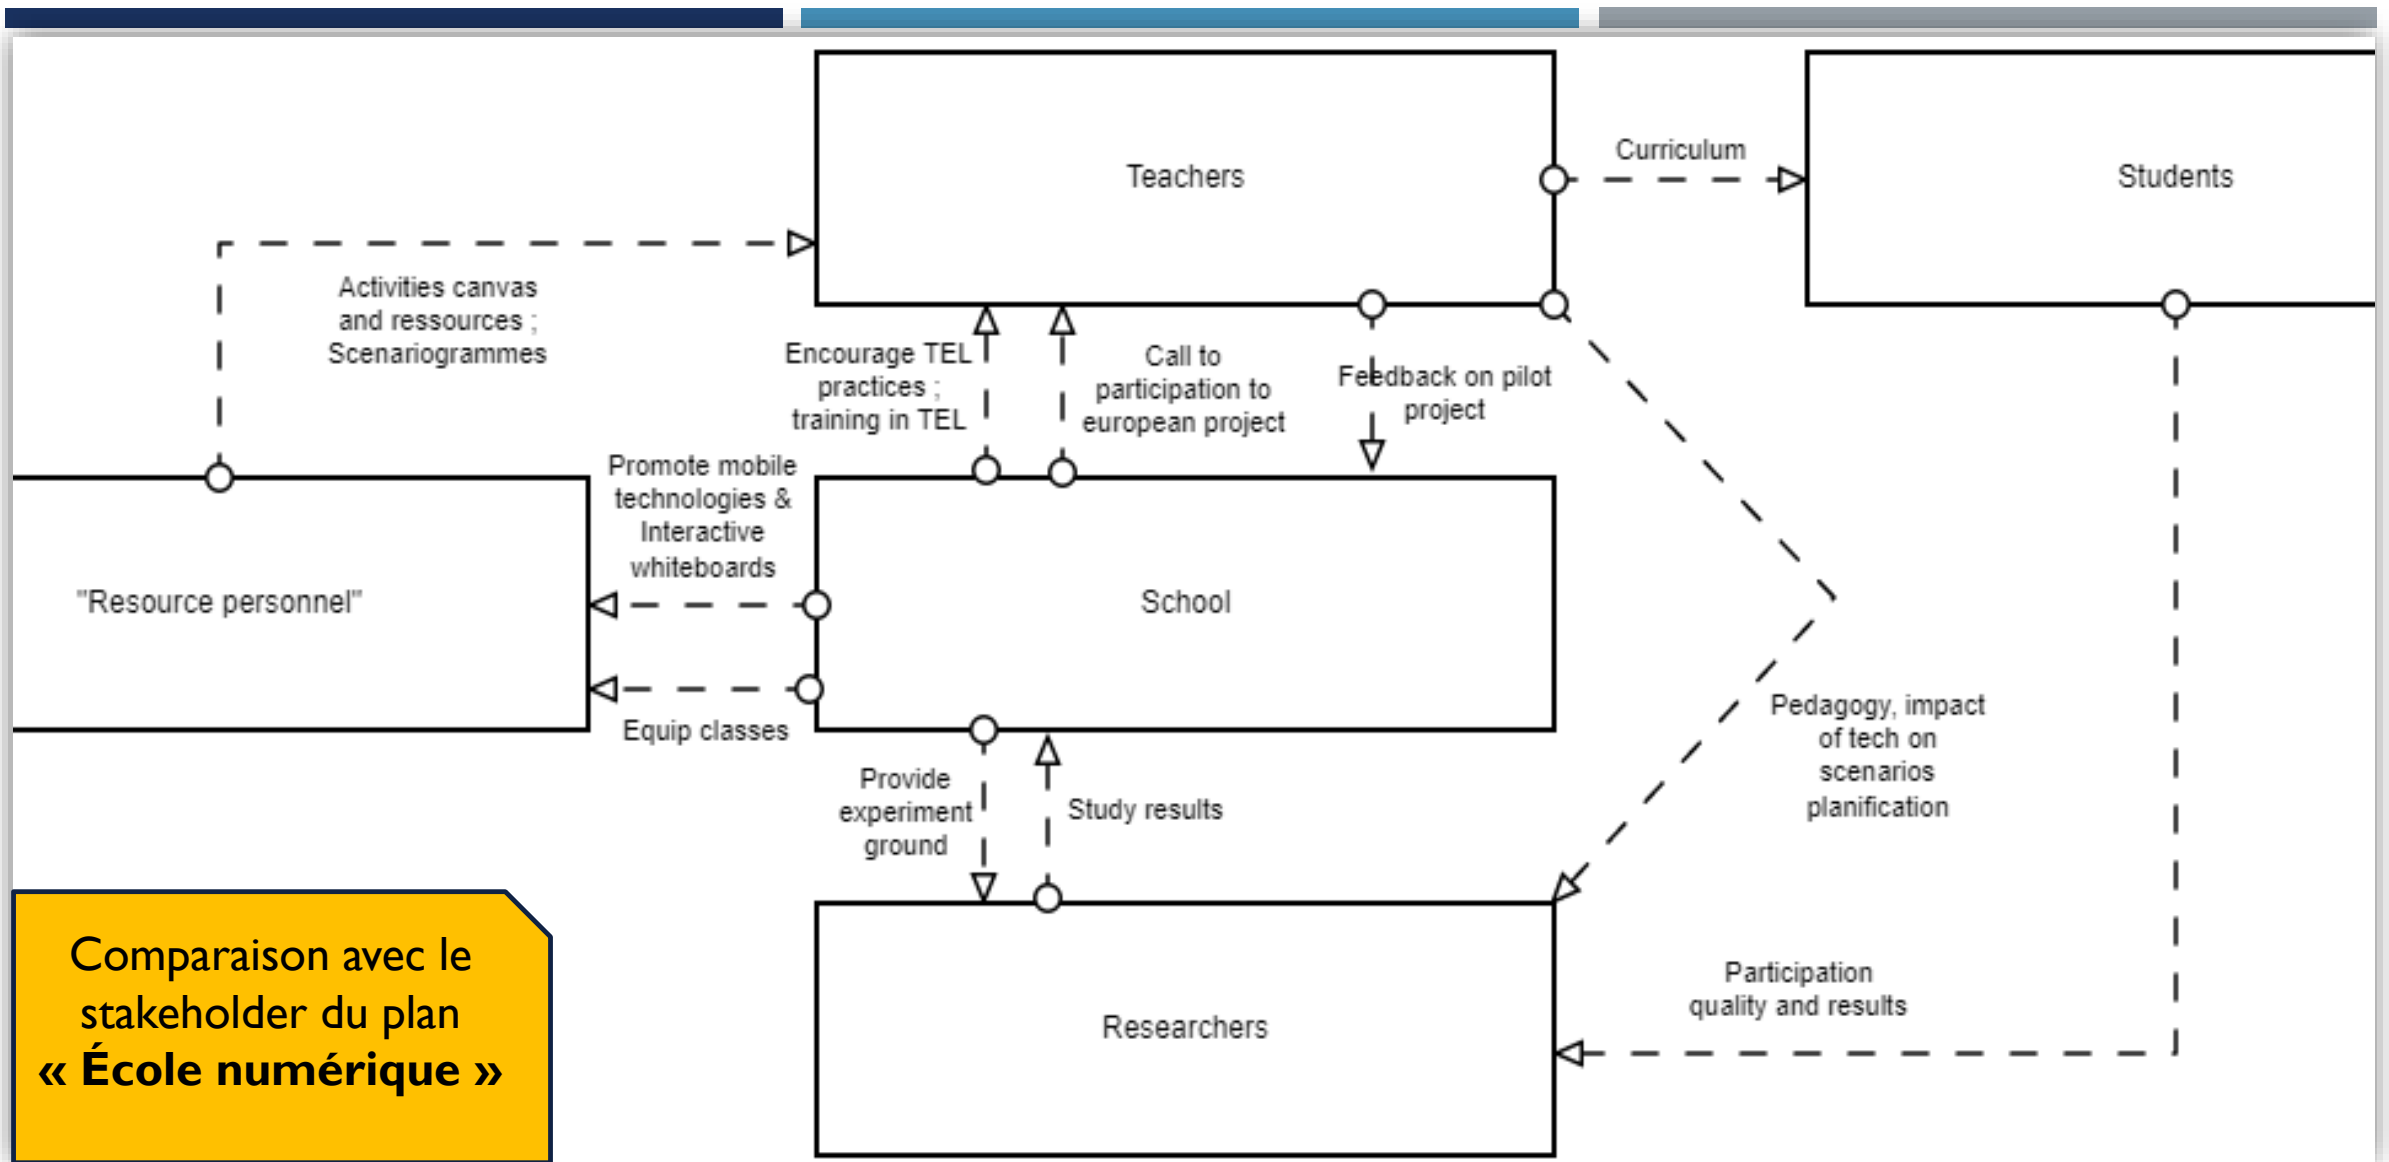 Teachers
Curriculum
Students
Activities canvas
and ressources ;
Scenariogrammes
Encourage TEL
practices ;
training in TEL
Call to
participation to
european project
Feedback on pilot
project
Promote mobile
technologies &
Interactive
whiteboards
"Resource personnel"
School
Equip classes
Provide
experiment
ground
Study results
Pedagogy, impact
of tech on
scenarios
planification
Participation
quality and results
Researchers
Comparaison avec le
stakeholder du plan
« École numérique »